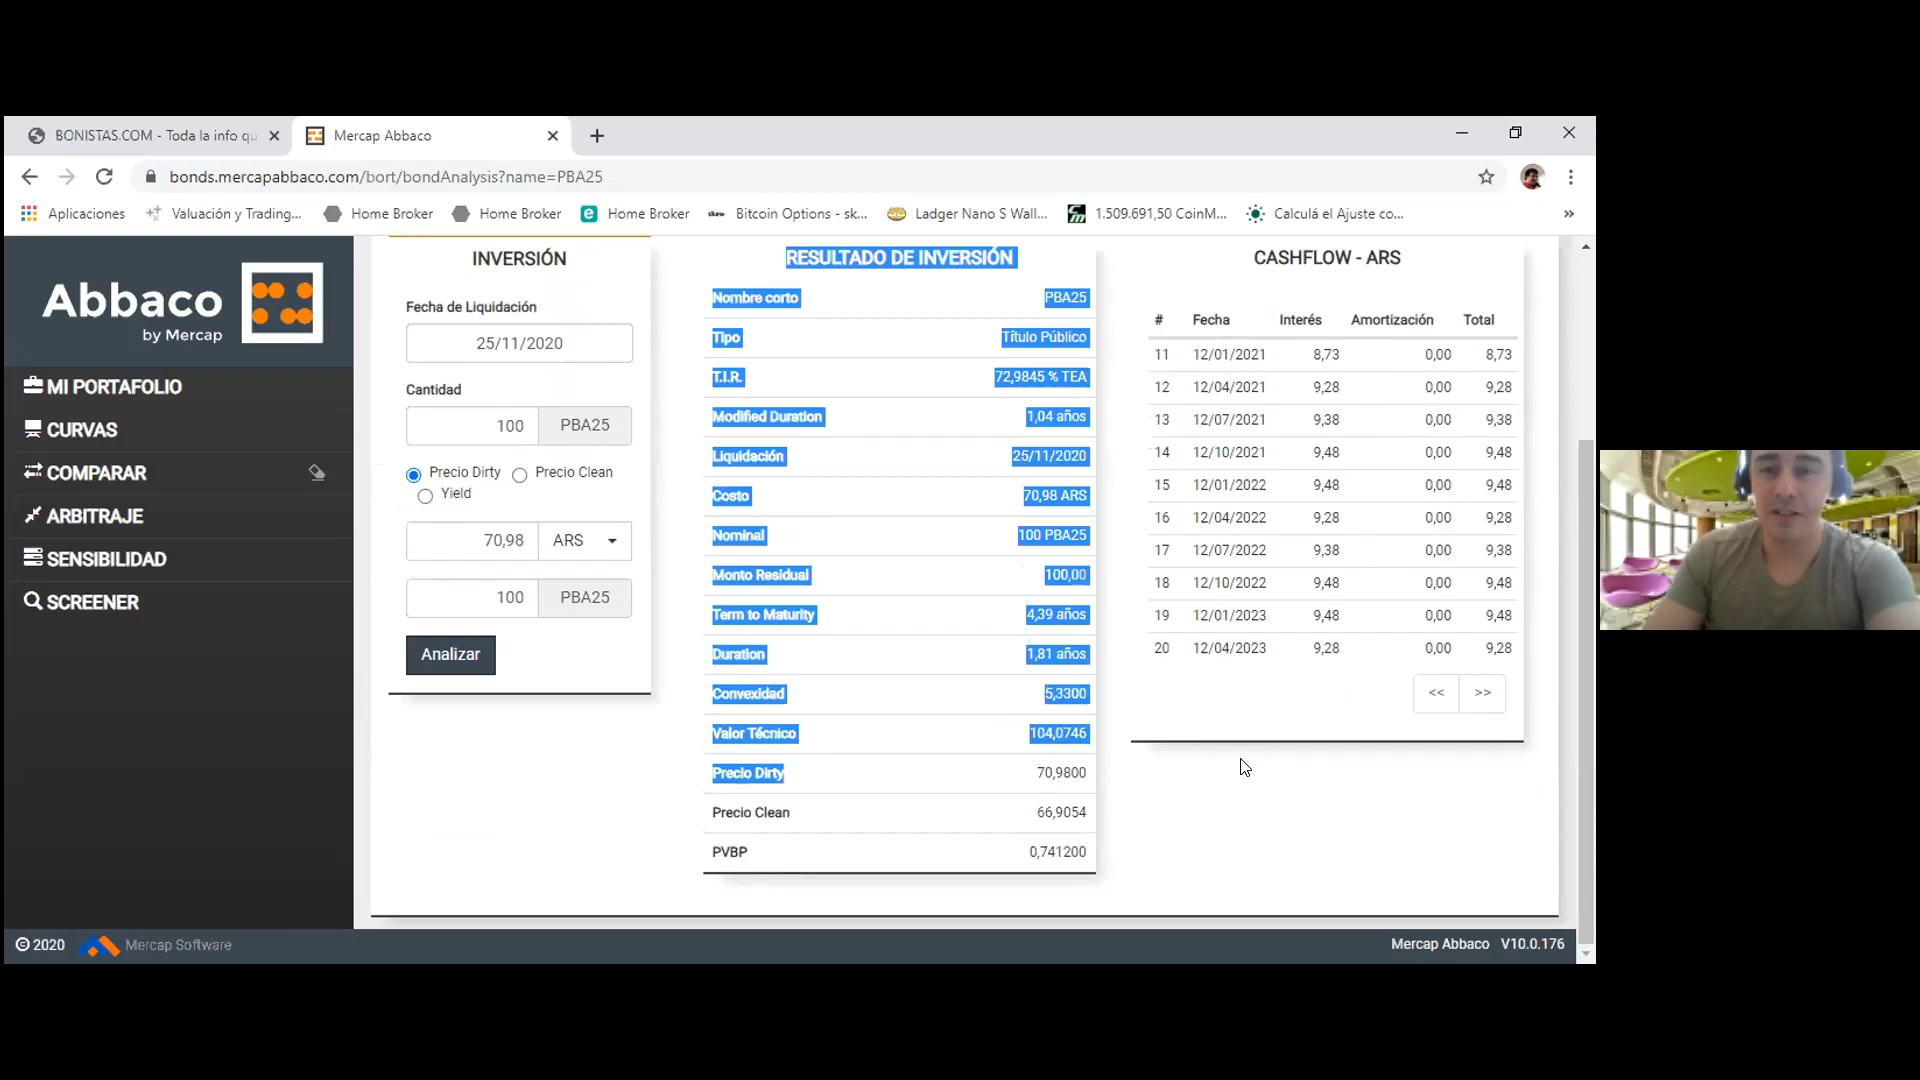 BONISTAS.COM - Toda la info qu
Mercap Abbaco
bonds.mercapabbaco.com/bort/bondAnalysis?name=PBA25
Aplicaciones
Valuación y Trading...
Home Broker
Home Broker
Home Broker
skew
Bitcoin Options - sk...
Ladger Nano S Wall...
1.509.691,50 CoinM...
Calculá el Ajuste co...
»
Abbaco
by Mercap
MI PORTAFOLIO
CURVAS
COMPARAR
ARBITRAJE
SENSIBILIDAD
SCREENER
INVERSIÓN
Fecha de Liquidación
25/11/2020
Cantidad
100 PBA25
Precio Dirty Precio Clean
Yield
70,98 ARS
100 PBA25
Analizar
RESULTADO DE INVERSIÓN
Nombre corto PBA25
Tipo Título Público
T.I.R. 72,9845 % TEA
Modified Duration 1,04 años
Liquidación 25/11/2020
Costo 70,98 ARS
Nominal 100 PBA25
Monto Residual 100,00
Term to Maturity 4,39 años
Duration 1,81 años
Convexidad 5,3300
Valor Técnico 104,0746
Precio Dirty 70,9800
Precio Clean 66,9054
PVBP 0,741200
CASHFLOW - ARS
# Fecha Interés Amortización Total
11 12/01/2021 8,73 0,00 8,73
12 12/04/2021 9,28 0,00 9,28
13 12/07/2021 9,38 0,00 9,38
14 12/10/2021 9,48 0,00 9,48
15 12/01/2022 9,48 0,00 9,48
16 12/04/2022 9,28 0,00 9,28
17 12/07/2022 9,38 0,00 9,38
18 12/10/2022 9,48 0,00 9,48
19 12/01/2023 9,48 0,00 9,48
20 12/04/2023 9,28 0,00 9,28
<< >>
© 2020 Mercap Software
Mercap Abbaco V10.0.176